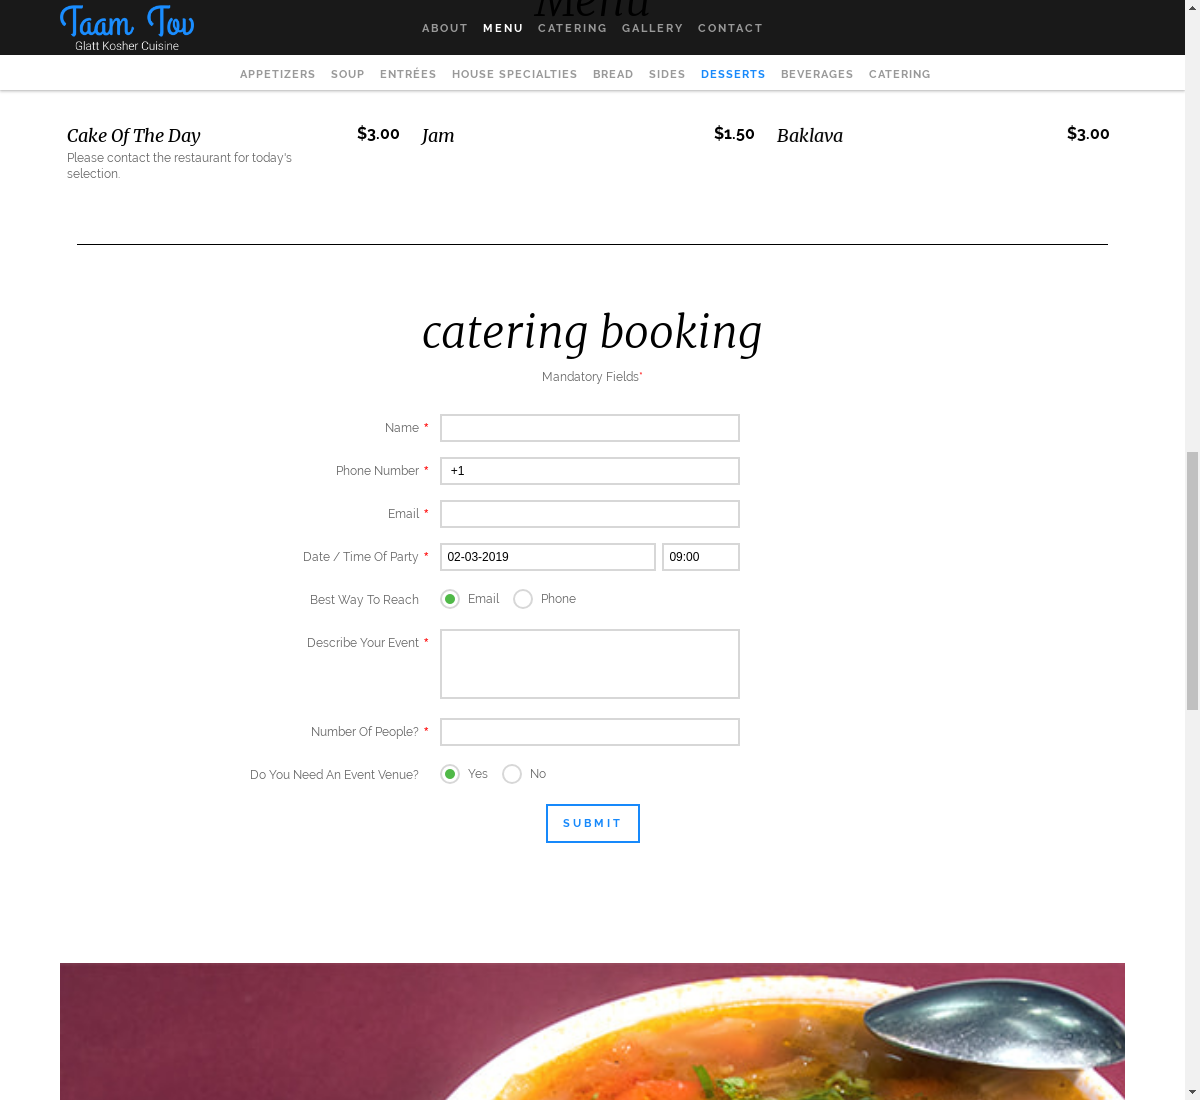 Taam Tov
Glatt Kosher Cuisine
Menu
ABOUT MENU CATERING GALLERY CONTACT
APPETIZERS SOUP ENTRÉES HOUSE SPECIALTIES BREAD SIDES DESSERTS BEVERAGES CATERING
Cake Of The Day $3.00 Jam $1.50 Baklava $3.00
Please contact the restaurant for today's
selection.
catering booking
Mandatory Fields*
Name *
Phone Number * +1
Email *
Date / Time Of Party * 02-03-2019 09:00
Best Way To Reach Email Phone
Describe Your Event *
Number Of People? *
Do You Need An Event Venue? Yes No
SUBMIT